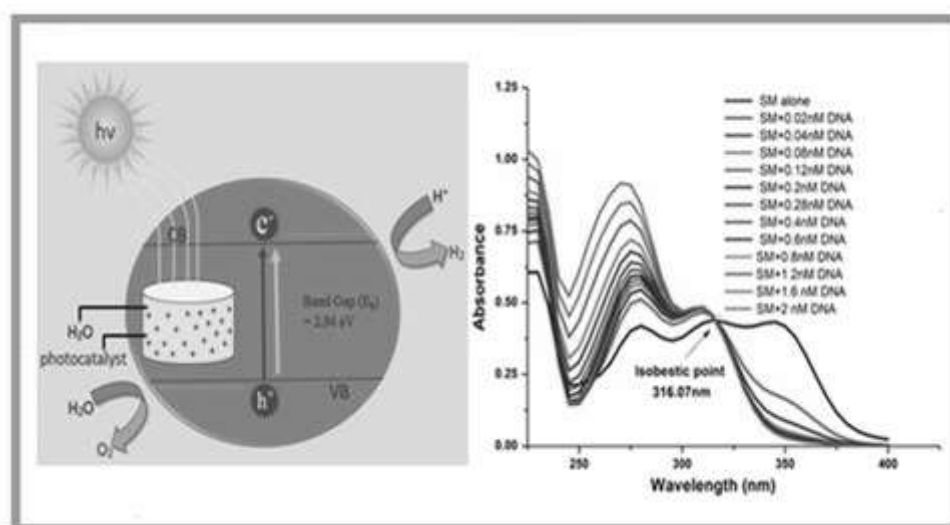 hν
CB
e⁻
H⁺
H₂
Band Gap (Eg)
H₂O
photocatalyst
VB
h⁺
H₂O
O₂
1.25
1.00
0.75
0.50
0.25
0.00
Absorbance
SM alone
SM+0.02nM DNA
SM+0.04nM DNA
SM+0.08nM DNA
SM+0.12nM DNA
SM+0.2nM DNA
SM+0.28nM DNA
SM+0.4nM DNA
SM+0.6nM DNA
SM+0.8nM DNA
SM+1.2nM DNA
SM+1.6 nM DNA
SM+2 nM DNA
Isobestic point
316.07nm
250
300
350
400
Wavelength (nm)